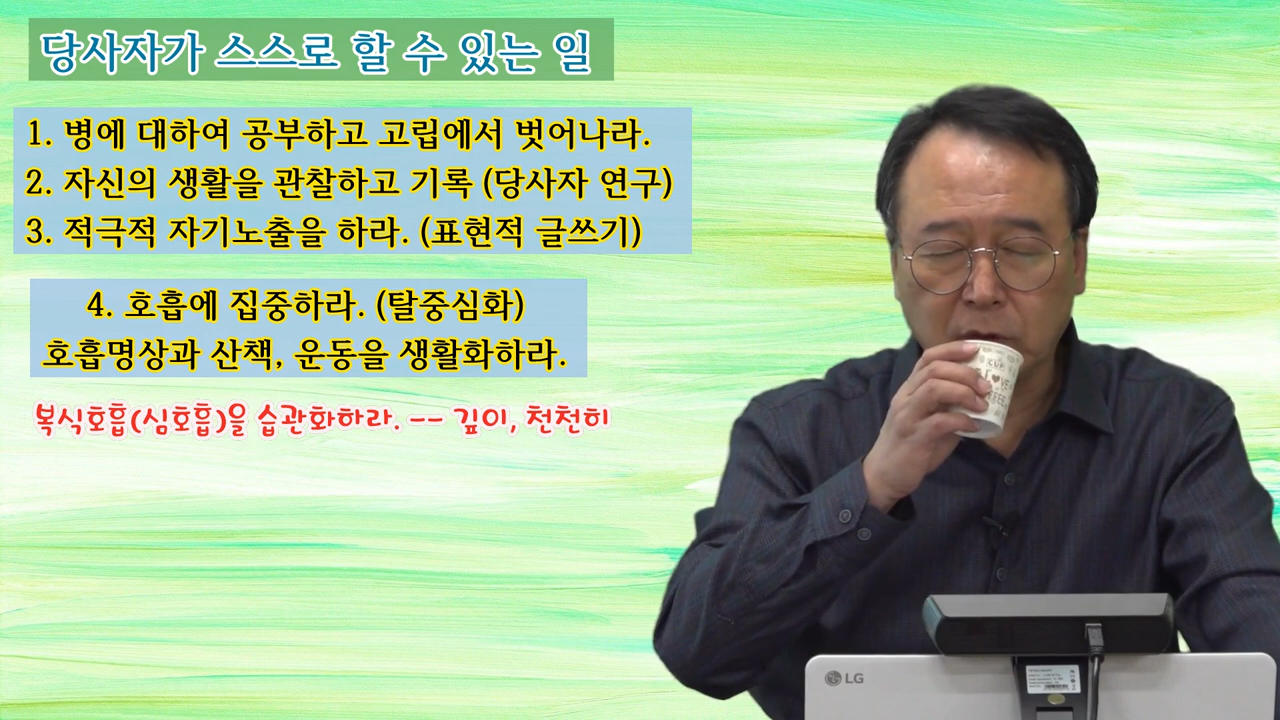 당사자가 스스로 할 수 있는 일
1. 병에 대하여 공부하고 고립에서 벗어나라.
2. 자신의 생활을 관찰하고 기록 (당사자 연구)
3. 적극적 자기노출을 하라. (표현적 글쓰기)
4. 호흡에 집중하라. (탈중심화)
호흡명상과 산책, 운동을 생활화하라.
복식호흡(심호흡)을 습관화하라. -- 깊이, 천천히
LG